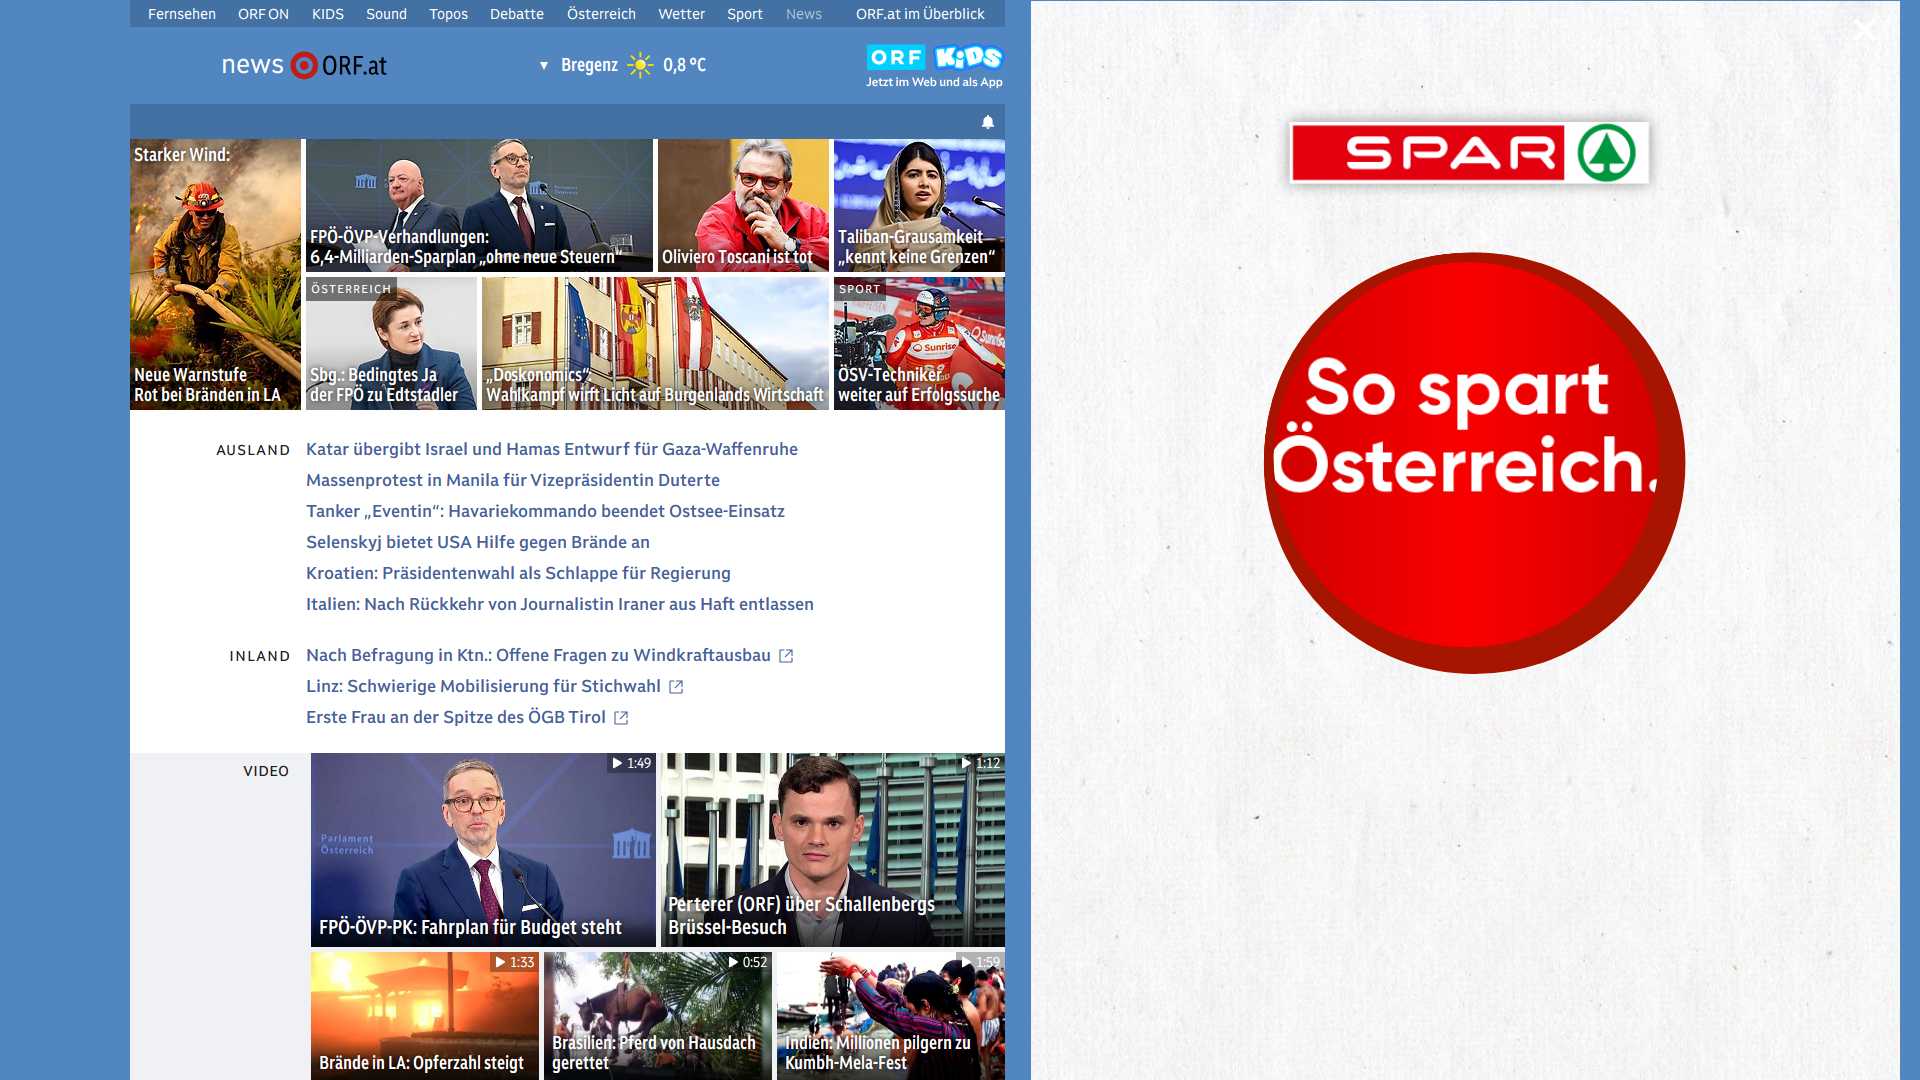 Fernsehen ORF ON KIDS Sound Topos Debatte Österreich Wetter Sport News ORF.at im Überblick
news ORF.at
Bregenz 0,8 °C
ORF KiDS
Jetzt im Web und als App
Starker Wind:
Neue Warnstufe
Rot bei Bränden in LA
Parlament
Österreich
FPÖ-ÖVP-Verhandlungen:
6,4-Milliarden-Sparplan „ohne neue Steuern“
Oliviero Toscani ist tot
Taliban-Grausamkeit
„kennt keine Grenzen“
ÖSTERREICH
Sbg.: Bedingtes Ja
der FPÖ zu Edtstadler
„Doskonomics“:
Wahlkampf wirft Licht auf Burgenlands Wirtschaft
SPORT
Sunrise
ÖSV-Techniker
weiter auf Erfolgssuche
AUSLAND
Katar übergibt Israel und Hamas Entwurf für Gaza-Waffenruhe
Massenprotest in Manila für Vizepräsidentin Duterte
Tanker „Eventin“: Havariekommando beendet Ostsee-Einsatz
Selenskyj bietet USA Hilfe gegen Brände an
Kroatien: Präsidentenwahl als Schlappe für Regierung
Italien: Nach Rückkehr von Journalistin Iraner aus Haft entlassen
INLAND
Nach Befragung in Ktn.: Offene Fragen zu Windkraftausbau
Linz: Schwierige Mobilisierung für Stichwahl
Erste Frau an der Spitze des ÖGB Tirol
VIDEO
1:49
Parlament
Österreich
FPÖ-ÖVP-PK: Fahrplan für Budget steht
1:12
Perterer (ORF) über Schallenbergs
Brüssel-Besuch
1:33
Brände in LA: Opferzahl steigt
0:52
Brasilien: Pferd von Hausdach
gerettet
1:59
Indien: Millionen pilgern zu
Kumbh-Mela-Fest
SPAR
So spart
Österreich.